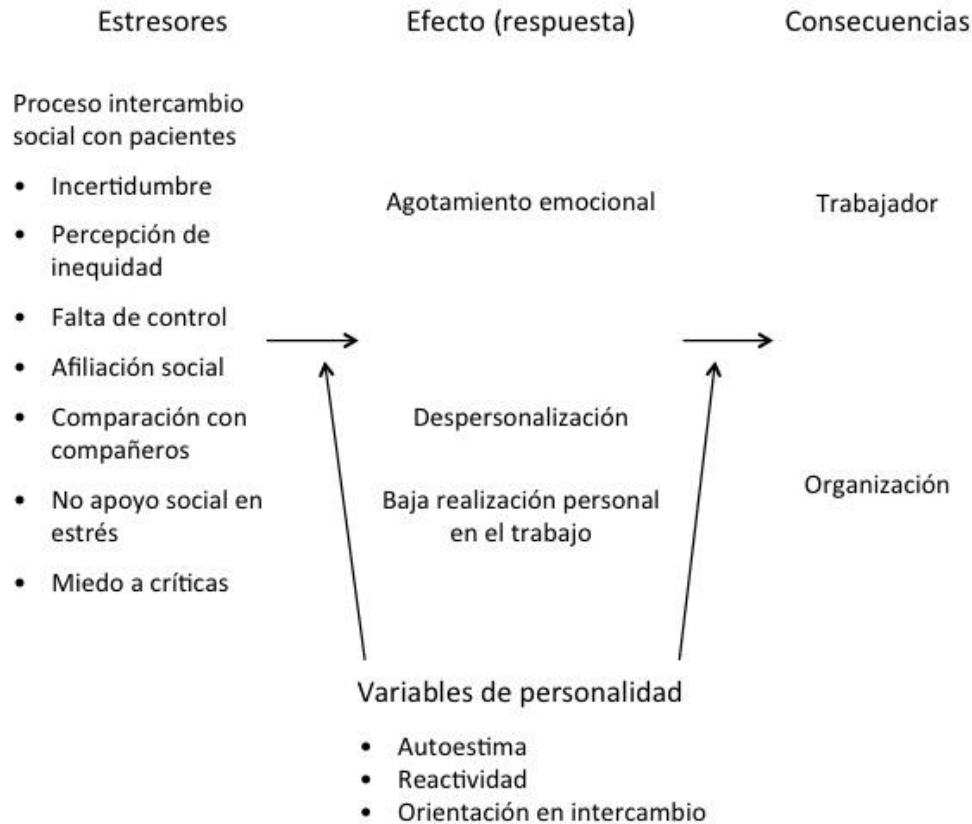 Estresores
Efecto (respuesta)
Consecuencias
Proceso intercambio
social con pacientes
• Incertidumbre
• Percepción de
inequidad
• Falta de control
• Afiliación social
• Comparación con
compañeros
• No apoyo social en
estrés
• Miedo a críticas
Agotamiento emocional
Despersonalización
Baja realización personal
en el trabajo
Trabajador
Organización
Variables de personalidad
• Autoestima
• Reactividad
• Orientación en intercambio